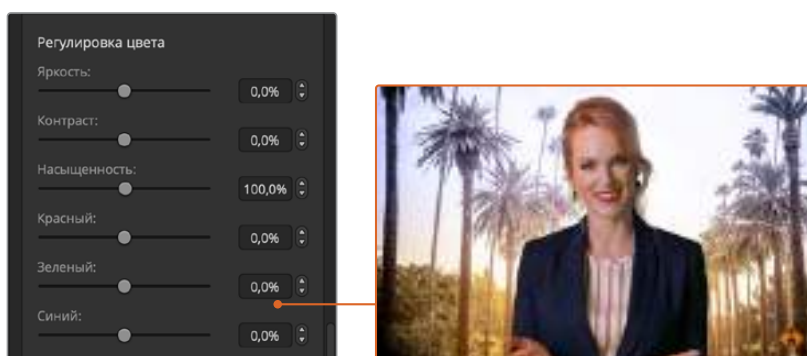 Регулировка цвета
Яркость:
0,0%
Контраст:
0,0%
Насыщенность:
100,0%
Красный:
0,0%
Зеленый:
0,0%
Синий:
0,0%